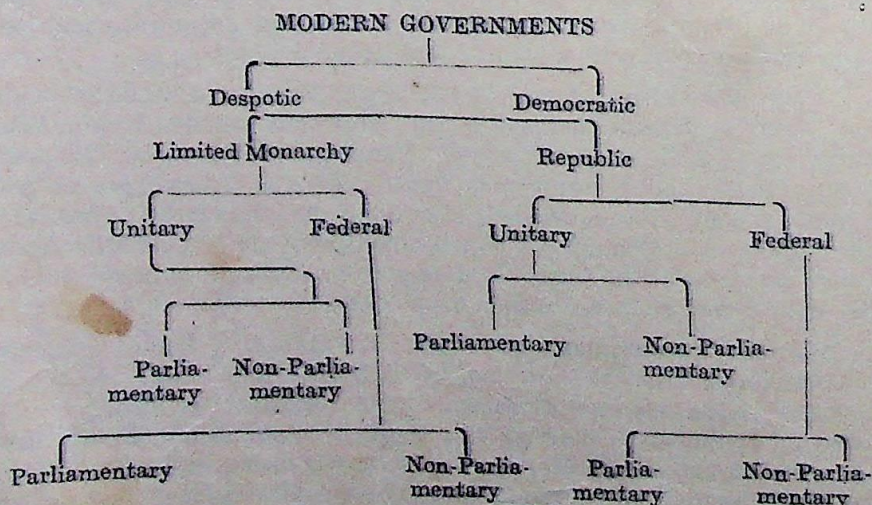 MODERN GOVERNMENTS
Despotic
Democratic
Limited Monarchy
Republic
Unitary
Federal
Unitary
Federal
Parlia-
mentary
Non-Parlia-
mentary
Parliamentary
Non-Parlia-
mentary
Parliamentary
Non-Parlia-
mentary
Parlia-
mentary
Non-Parlia-
mentary